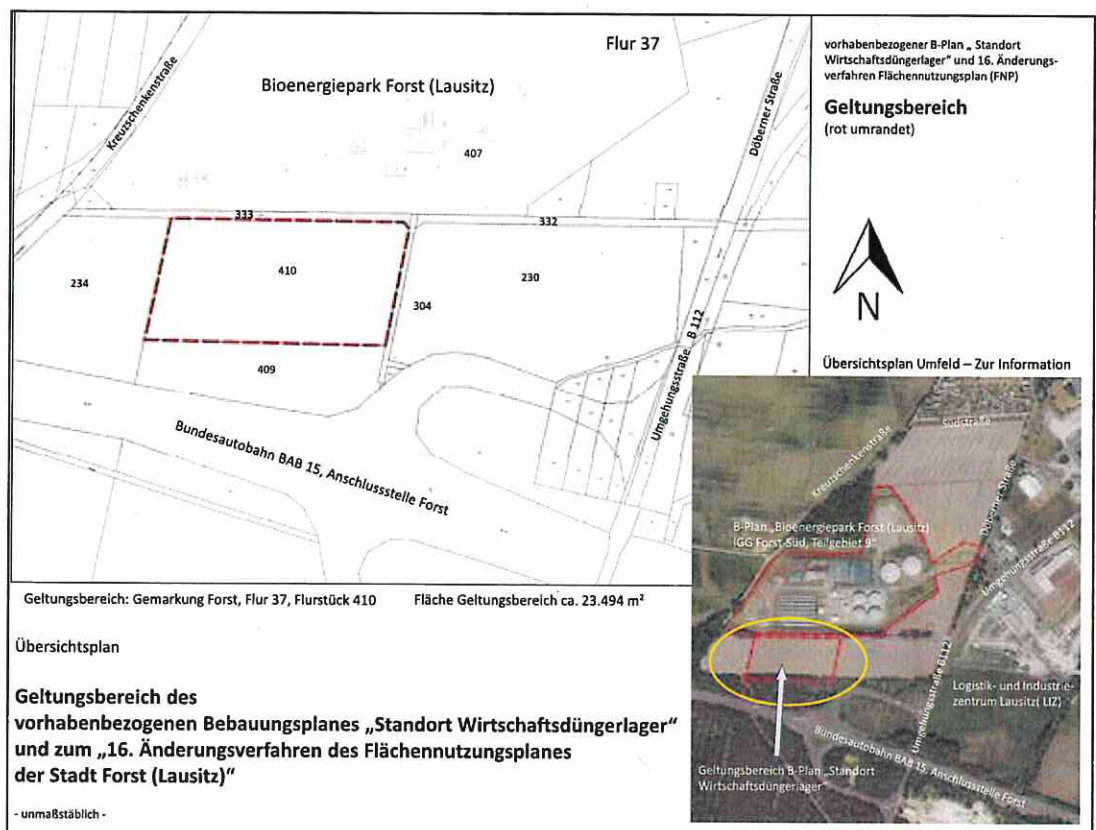 Flur 37
Bioenergiepark Forst (Lausitz)
Kreuzschenkenstraße
Döberner Straße
407
333
332
410
234
230
304
409
Umgehungsstraße B 112
Bundesautobahn BAB 15, Anschlussstelle Forst
vorhabenbezogener B-Plan „ Standort
Wirtschaftsdüngerlager" und 16. Änderungs-
verfahren Flächennutzungsplan (FNP)
Geltungsbereich
(rot umrandet)
N
Übersichtsplan Umfeld – Zur Information
Südstraße
Kreuzschenkenstraße
Döberner Straße
B-Plan „Bioenergiepark Forst (Lausitz)
IGG Forst-Süd, Teilgebiet 9"
Umgehungsstraße B112
Umgehungsstraße B112
Logistik- und Industrie-
zentrum Lausitz( LIZ)
Bundesautobahn BAB 15, Anschlussstelle Forst
Geltungsbereich B-Plan „Standort
Wirtschaftsdüngerlager"
Geltungsbereich: Gemarkung Forst, Flur 37, Flurstück 410 Fläche Geltungsbereich ca. 23.494 m²
Übersichtsplan
Geltungsbereich des
vorhabenbezogenen Bebauungsplanes „Standort Wirtschaftsdüngerlager"
und zum „16. Änderungsverfahren des Flächennutzungsplanes
der Stadt Forst (Lausitz)"
- unmaßstäblich -